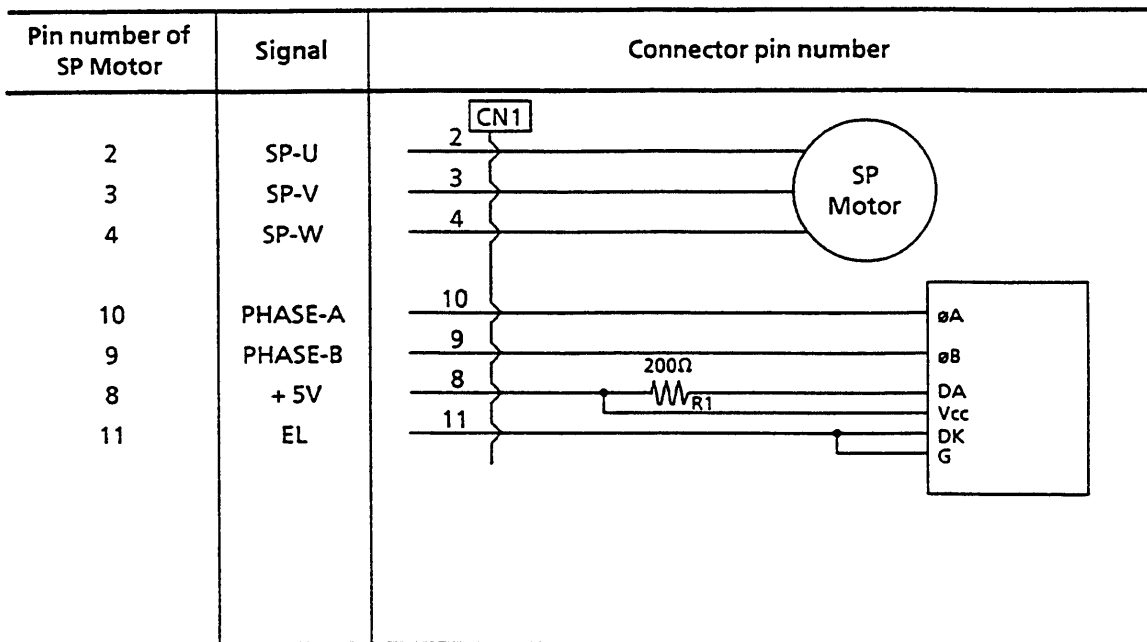 Pin number of SP Motor Signal Connector pin number
CN1
2 SP-U 2
3 SP-V 3
4 SP-W 4
SP Motor
10 PHASE-A 10 øA
9 PHASE-B 9 øB
200Ω
8 + 5V 8 R1 DA
Vcc
11 EL 11 DK
G